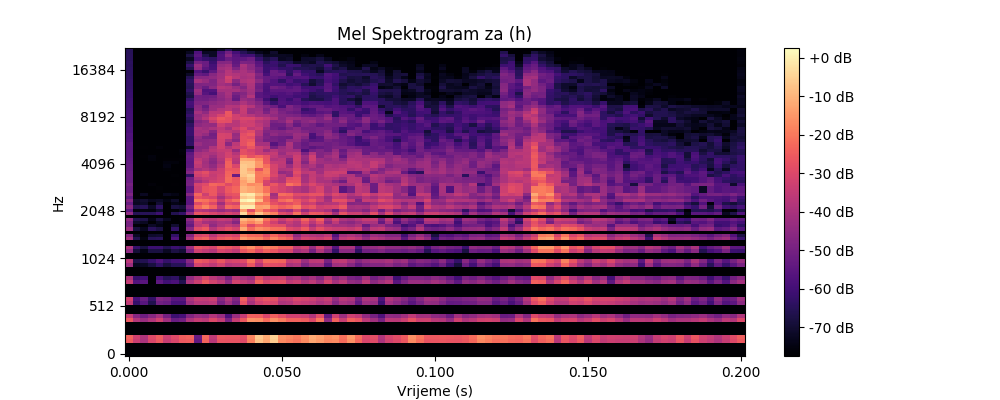 Mel Spektrogram za (h)
Hz
16384
8192
4096
2048
1024
512
0
0.000 0.050 0.100 0.150 0.200
Vrijeme (s)
+0 dB
-10 dB
-20 dB
-30 dB
-40 dB
-50 dB
-60 dB
-70 dB